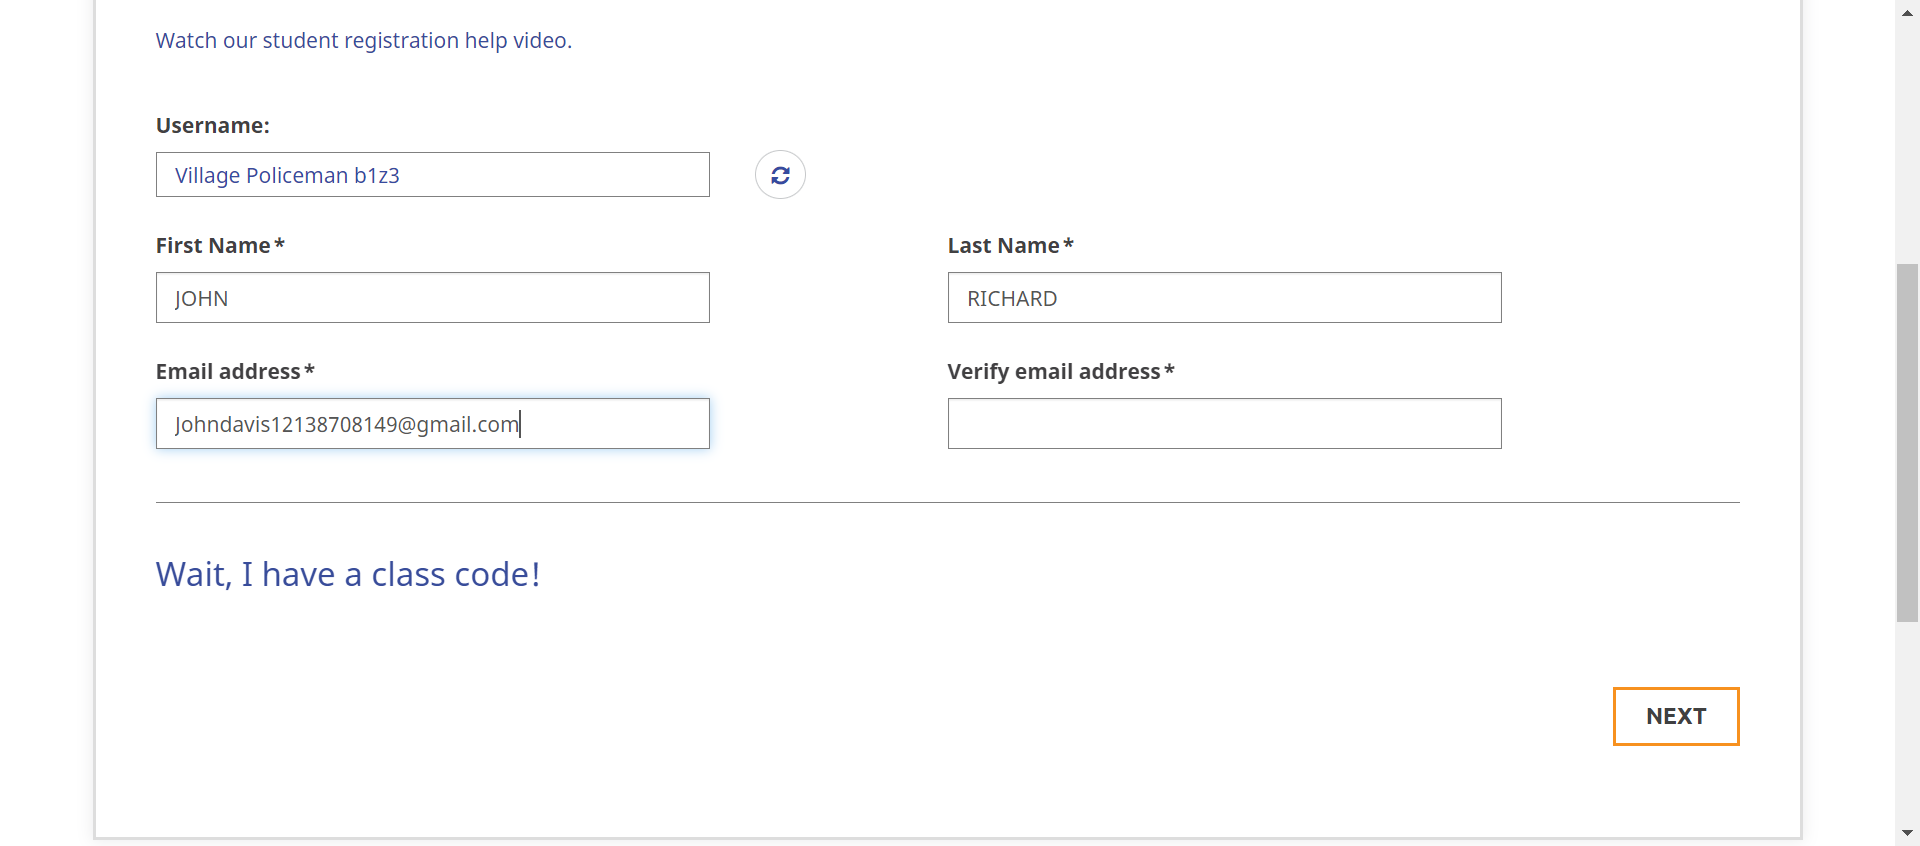 Watch our student registration help video.
Username:
Village Policeman b1z3
First Name*
Last Name*
JOHN
RICHARD
Email address*
Verify email address*
Johndavis12138708149@gmail.com
Wait, I have a class code!
NEXT